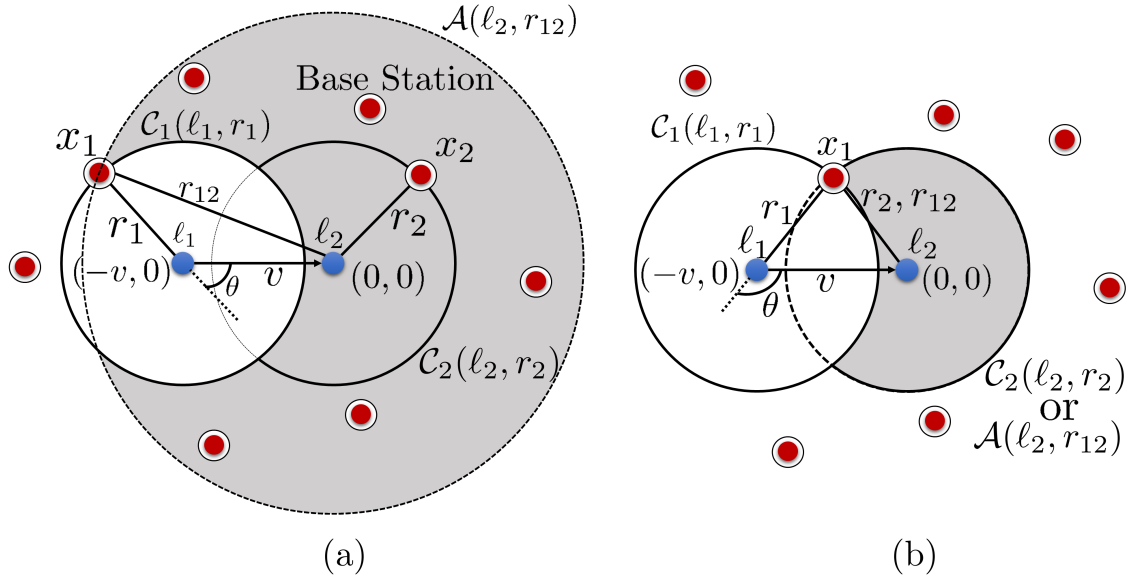 𝒜(ℓ₂, r₁₂)
Base Station
𝒞₁(ℓ₁, r₁)
x₁
x₂
r₁₂
r₁
ℓ₁
ℓ₂
r₂
(−v, 0)
θ
v
(0, 0)
𝒞₂(ℓ₂, r₂)
(a)
𝒞₁(ℓ₁, r₁)
x₁
r₁
r₂, r₁₂
ℓ₁
ℓ₂
(−v, 0)
θ
v
(0, 0)
𝒞₂(ℓ₂, r₂)
or
𝒜(ℓ₂, r₁₂)
(b)